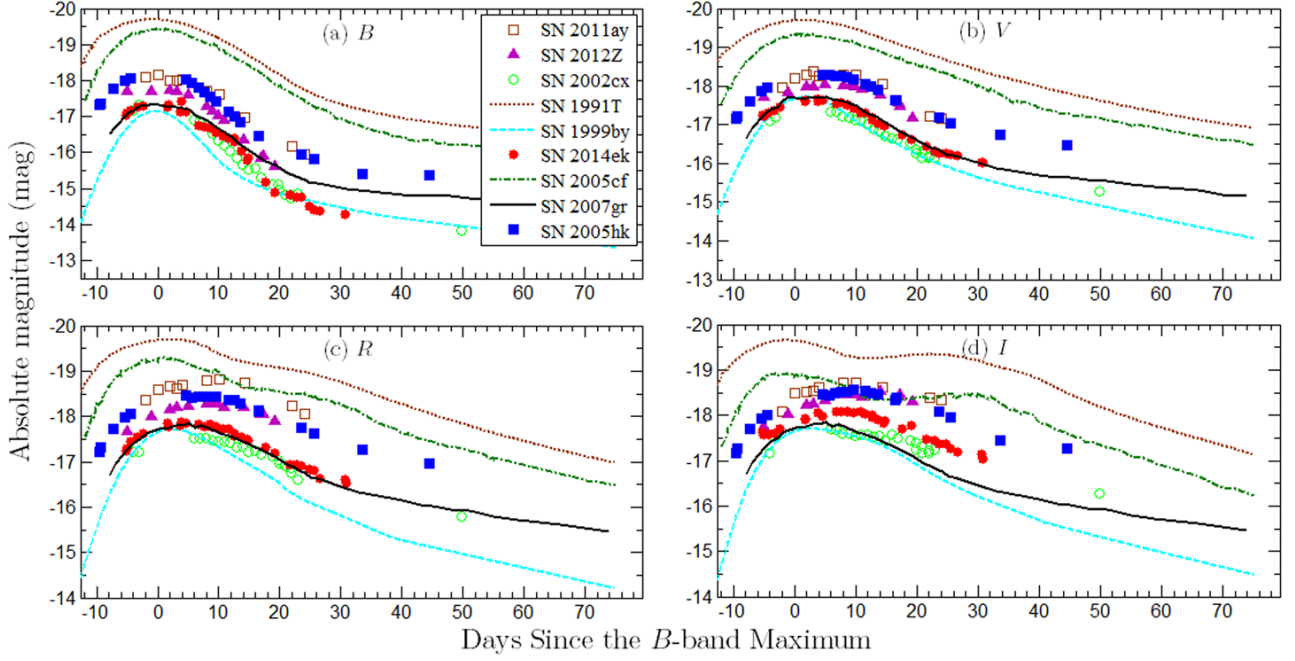 Absolute magnitude (mag)
(a) B
-20
-19
-18
-17
-16
-15
-14
-13
-10 0 10 20 30 40 50 60 70
SN 2011ay
SN 2012Z
SN 2002cx
SN 1991T
SN 1999by
SN 2014ek
SN 2005cf
SN 2007gr
SN 2005hk
(b) V
-20
-19
-18
-17
-16
-15
-14
-13
-10 0 10 20 30 40 50 60 70
(c) R
-20
-19
-18
-17
-16
-15
-14
-10 0 10 20 30 40 50 60 70
(d) I
-20
-19
-18
-17
-16
-15
-14
-10 0 10 20 30 40 50 60 70
Days Since the B-band Maximum